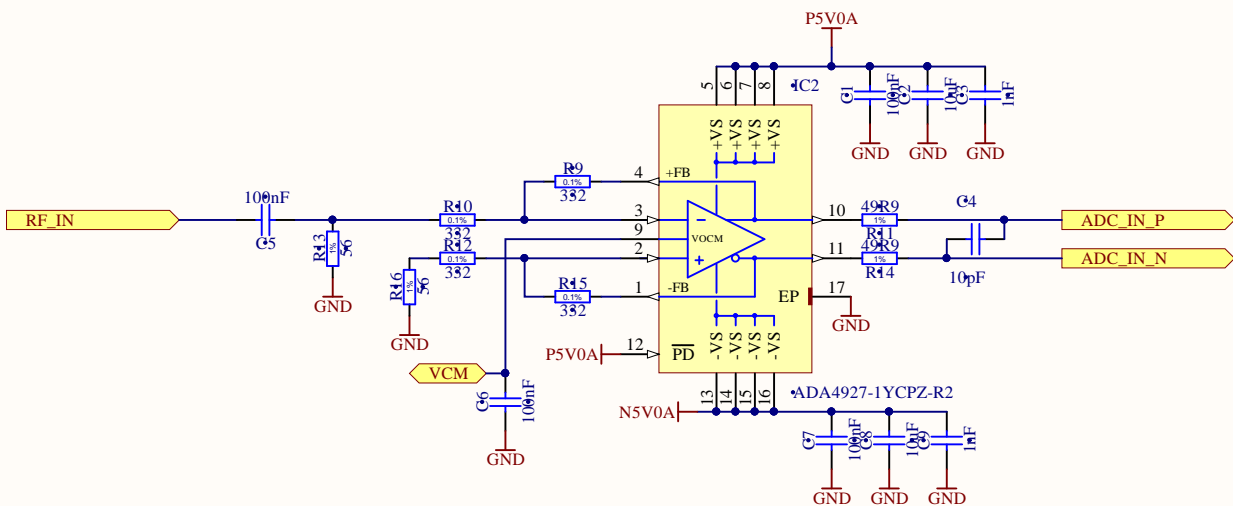 P5V0A
5
6
7
8
IC2
C1
100nF
C2
10uF
C3
1nF
+VS
+VS
+VS
+VS
GND
GND
GND
R9
0.1%
332
4
+FB
100nF
RF_IN
C5
R10
0.1%
332
3
10
49R9
1%
R11
C4
ADC_IN_P
R13
1%
56
GND
9
VOCM
R12
0.1%
332
2
11
49R9
1%
R14
10pF
ADC_IN_N
R16
1%
56
GND
R15
0.1%
332
1
-FB
EP
17
GND
P5V0A
12
PD
VCM
C6
100nF
GND
-VS
-VS
-VS
-VS
13
14
15
16
ADA4927-1YCPZ-R2
N5V0A
C7
100nF
C8
10uF
C9
1nF
GND
GND
GND